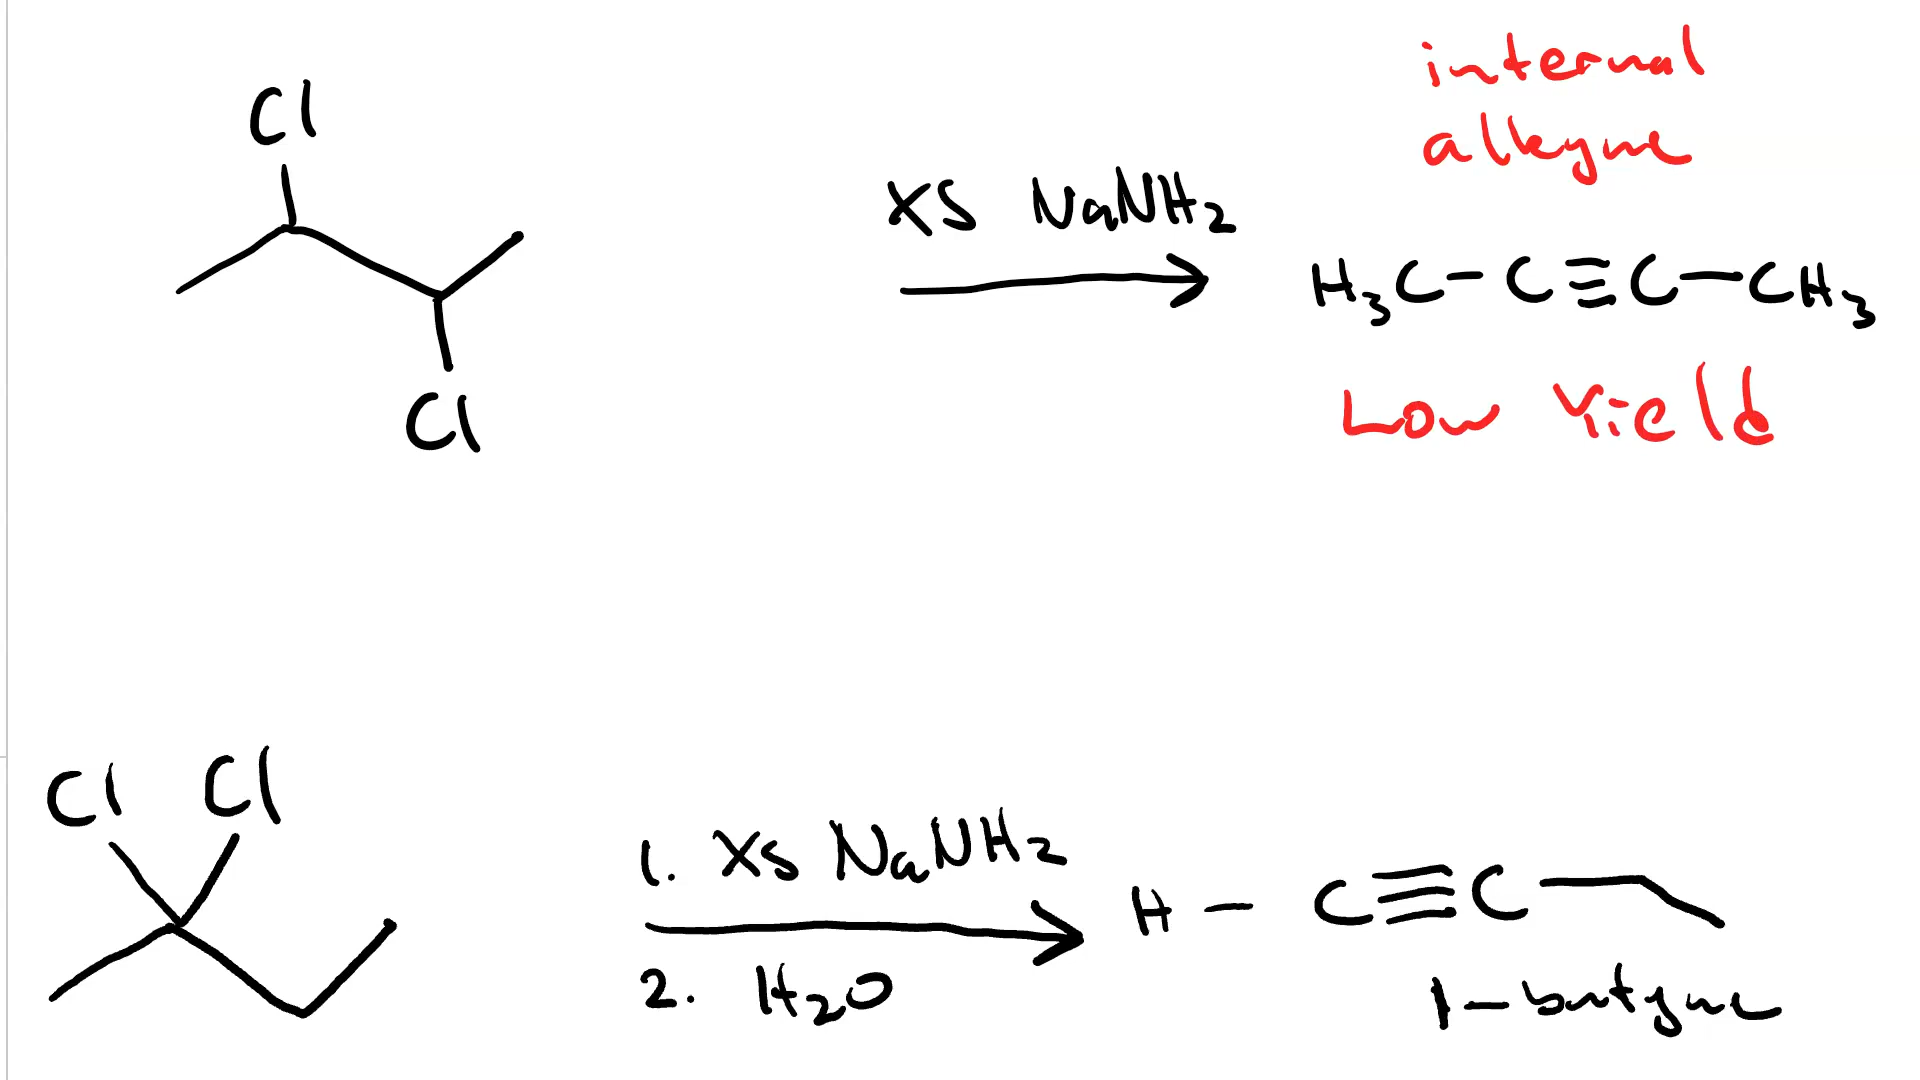 Cl
Cl
XS NaNH2
internal
alkyne
H3C-C≡C-CH3
Low Yield
Cl Cl
1. XS NaNH2
2. H2O
H-C≡C
1-butyne